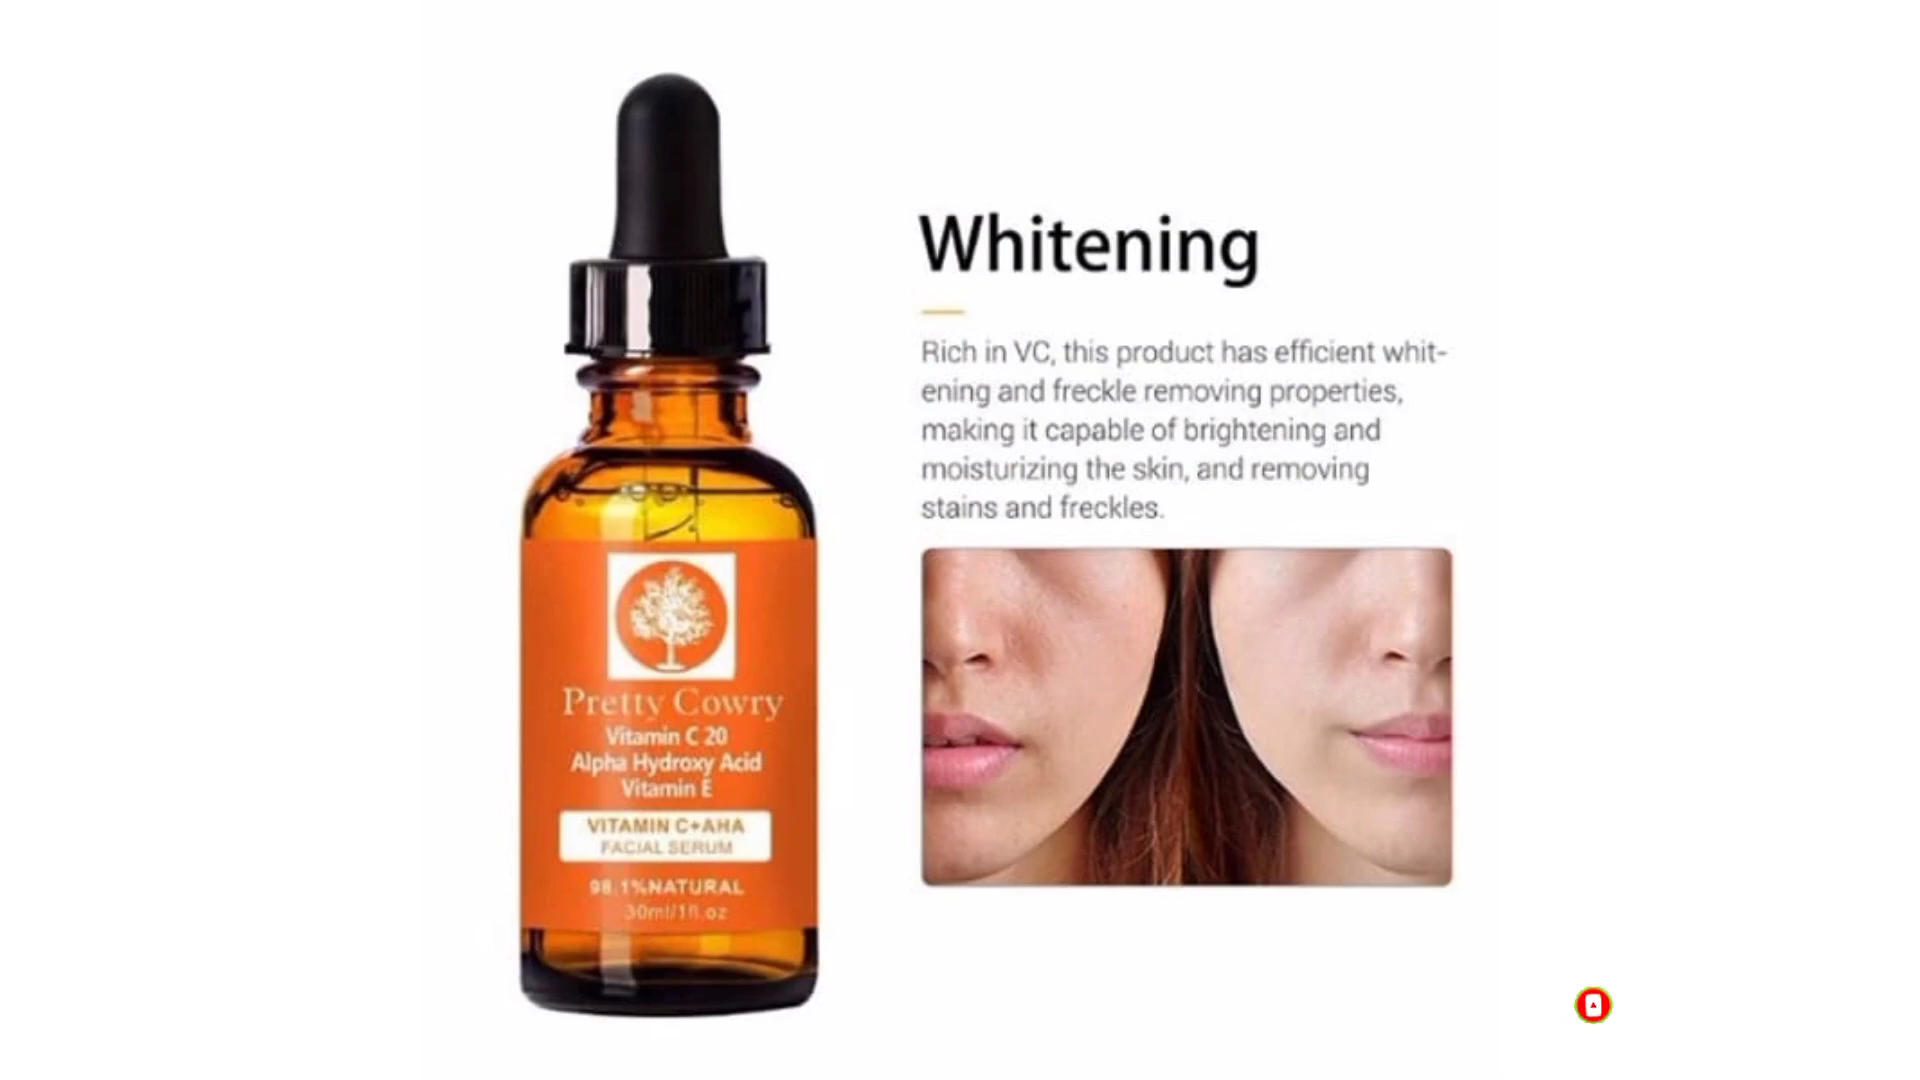 Whitening
Rich in VC, this product has efficient whit-
ening and freckle removing properties,
making it capable of brightening and
moisturizing the skin, and removing
stains and freckles.
Pretty Cowry
Vitamin C 20
Alpha Hydroxy Acid
Vitamin E
VITAMIN C+AHA
FACIAL SERUM
98.1%NATURAL
30ml/1fl.oz